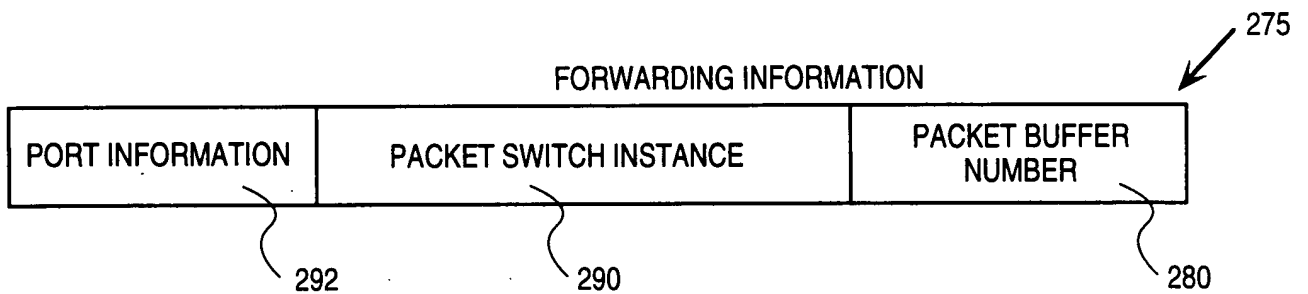 275
FORWARDING INFORMATION
PORT INFORMATION
PACKET SWITCH INSTANCE
PACKET BUFFER
NUMBER
292
290
280